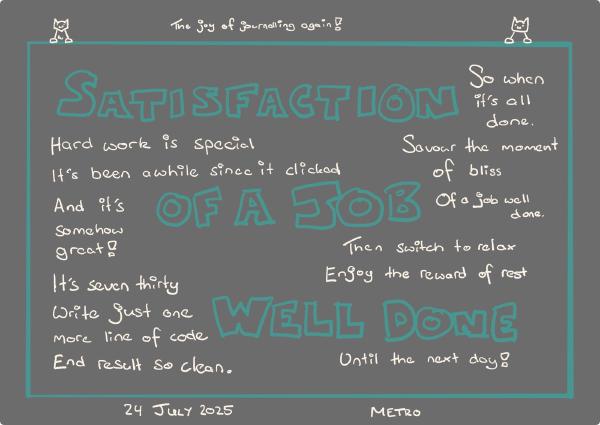 The joy of journalling again!
SATISFACTION
OF A JOB
WELL DONE
Hard work is special
It's been awhile since it clicked
And it's
somehow
great!
It's seven thirty
Write just one
more line of code
End result so clean.
So when
it's all
done.
Savour the moment
of bliss
Of a job well
done.
Then switch to relax
Enjoy the reward of rest
Until the next day!
24 JULY 2025
METRO